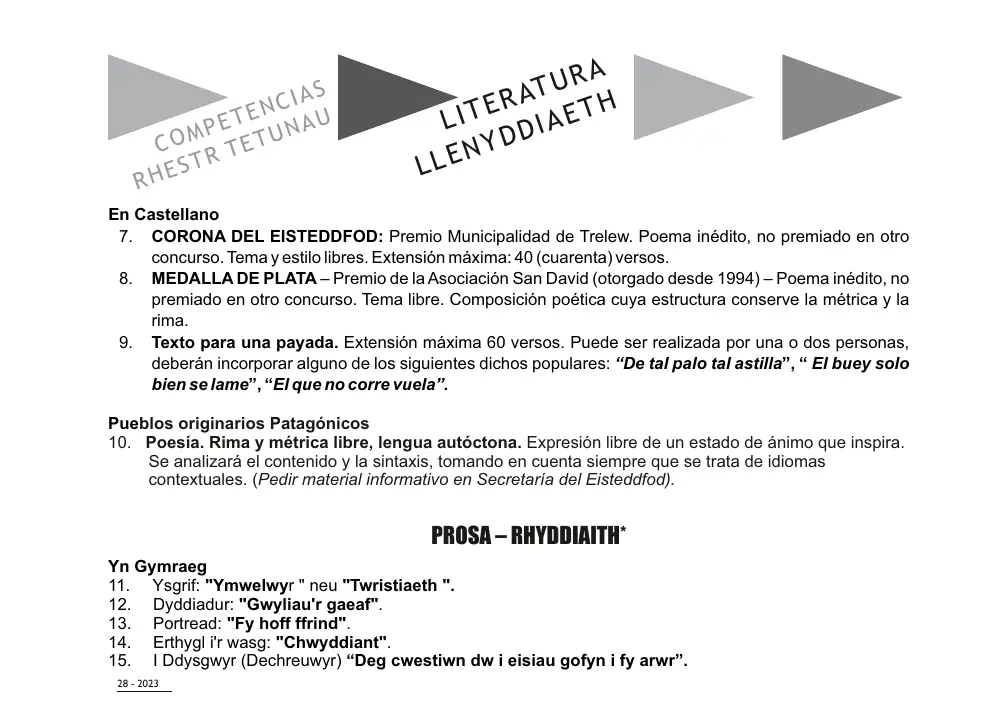 COMPETENCIAS
RHESTR TETUNAU
LITERATURA
LLENYDDIAETH
En Castellano
7. CORONA DEL EISTEDDFOD: Premio Municipalidad de Trelew. Poema inédito, no premiado en otro
concurso. Tema y estilo libres. Extensión máxima: 40 (cuarenta) versos.
8. MEDALLA DE PLATA – Premio de la Asociación San David (otorgado desde 1994) – Poema inédito, no
premiado en otro concurso. Tema libre. Composición poética cuya estructura conserve la métrica y la
rima.
9. Texto para una payada. Extensión máxima 60 versos. Puede ser realizada por una o dos personas,
deberán incorporar alguno de los siguientes dichos populares: “De tal palo tal astilla”, “ El buey solo
bien se lame”, “El que no corre vuela”.
Pueblos originarios Patagónicos
10. Poesía. Rima y métrica libre, lengua autóctona. Expresión libre de un estado de ánimo que inspira.
Se analizará el contenido y la sintaxis, tomando en cuenta siempre que se trata de idiomas
contextuales. (Pedir material informativo en Secretaría del Eisteddfod).
PROSA – RHYDDIAITH*
Yn Gymraeg
11. Ysgrif: "Ymwelwyr " neu "Twristiaeth ".
12. Dyddiadur: "Gwyliau'r gaeaf".
13. Portread: "Fy hoff ffrind".
14. Erthygl i'r wasg: "Chwyddiant".
15. I Ddysgwyr (Dechreuwyr) “Deg cwestiwn dw i eisiau gofyn i fy arwr”.
28 - 2023